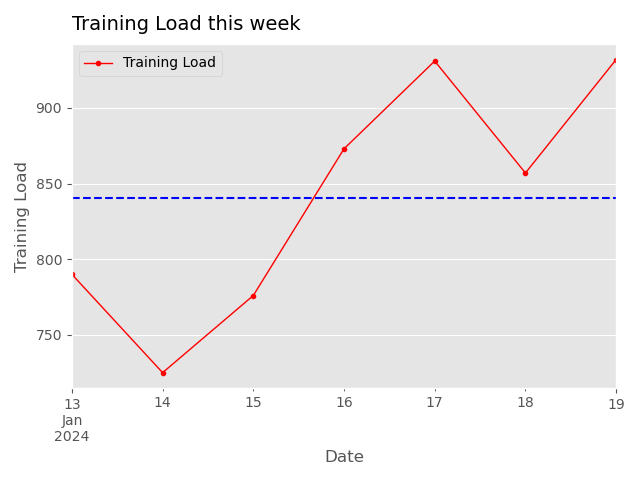 Training Load this week
Training Load
900
850
800
750
Training Load
13 14 15 16 17 18 19
Jan
2024
Date